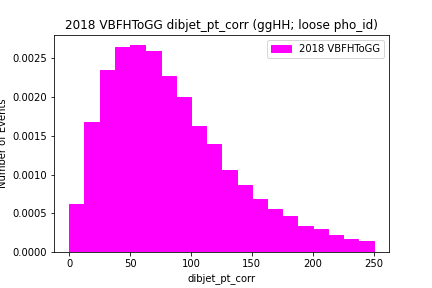 2018 VBFHToGG dibjet_pt_corr (ggHH; loose pho_id)
2018 VBFHToGG
Number of Events
0.0025
0.0020
0.0015
0.0010
0.0005
0.0000
0 50 100 150 200 250
dibjet_pt_corr